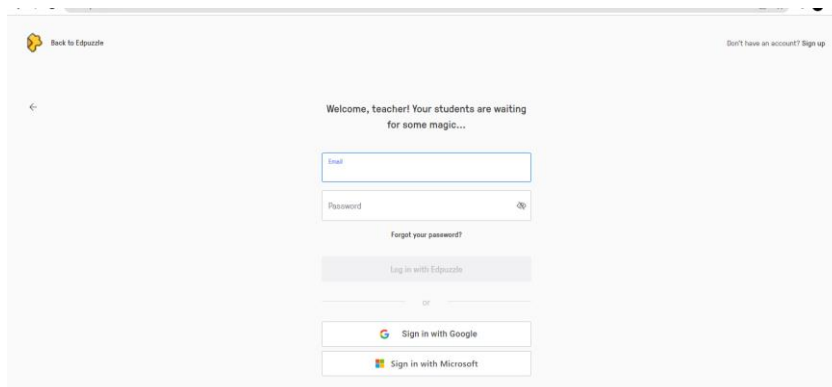 Back to Edpuzzle
Don't have an account? Sign up
Welcome, teacher! Your students are waiting
for some magic...
Email
Password
Forgot your password?
Log in with Edpuzzle
or
Sign in with Google
Sign in with Microsoft